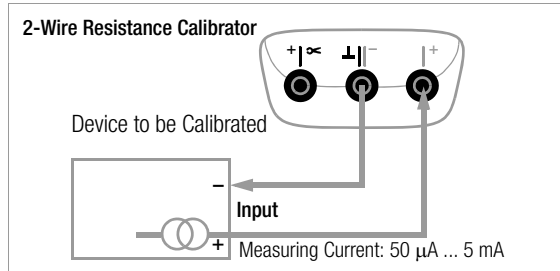 2-Wire Resistance Calibrator
+ ⊥ − +
Device to be Calibrated
−
Input
+
Measuring Current: 50 µA ... 5 mA